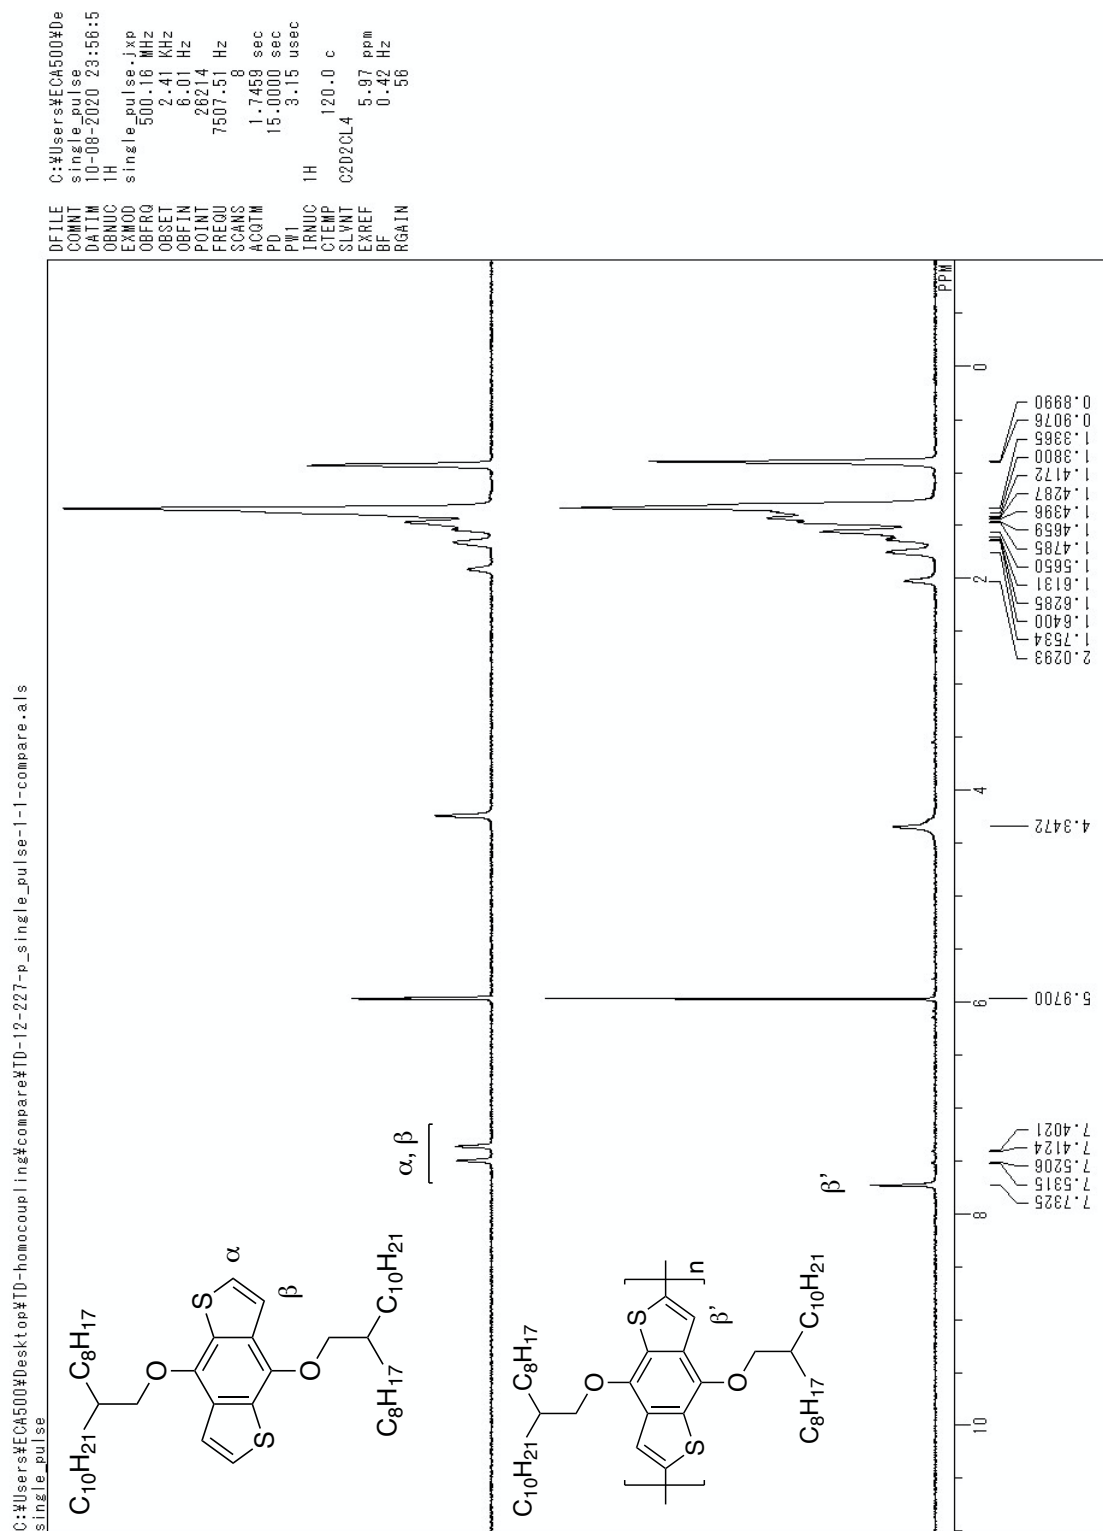 C:¥Users¥ECA500¥Desktop¥TD-homocoupling¥compare¥TD-12-227-p_single_pulse-1-1-compare.als
single_pulse
DFILE C:¥Users¥ECA500¥De
COMNT single_pulse
DATIM 10-08-2020 23:56:5
OBNUC 1H
EXMOD single_pulse.jxp
OBFRQ 500.16 MHz
OBSET 2.41 KHz
OBFIN 6.01 Hz
POINT 26214
FREQU 7507.51 Hz
SCANS 8
ACQTM 1.7459 sec
PD 15.0000 sec
PW1 3.15 usec
IRNUC 1H
CTEMP 120.0 c
SLVNT C2D2CL4
EXREF 5.97 ppm
BF 0.42 Hz
RGAIN 56
C10H21
C8H17
O
S
α
β
S
O
C8H17
C10H21
α, β
C10H21
C8H17
O
S
n
β'
S
O
C8H17
C10H21
β'
PPM
10
8
6
4
2
0
7.7325
7.5315
7.5206
7.4124
7.4021
5.9700
4.3472
2.0293
1.7534
1.6400
1.6285
1.6131
1.5650
1.4785
1.4659
1.4396
1.4287
1.4172
1.3800
1.3365
0.9076
0.8990